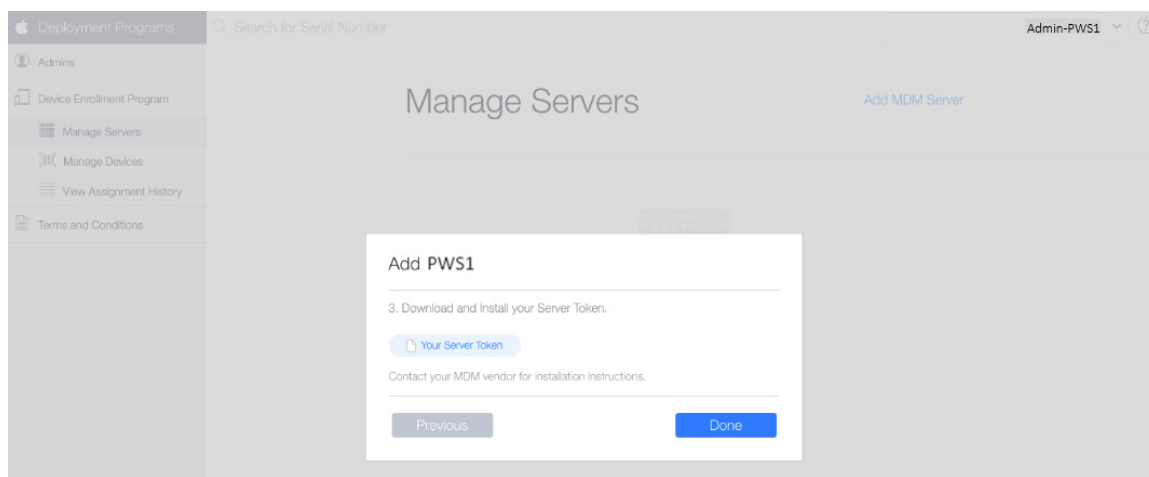 Deployment Programs
Search for Serial Number
Admin-PWS1
Admins
Device Enrollment Program
Manage Servers
Manage Devices
View Assignment History
Terms and Conditions
Manage Servers
Add MDM Server
Add PWS1
3. Download and Install your Server Token.
Your Server Token
Contact your MDM vendor for installation instructions.
Previous
Done